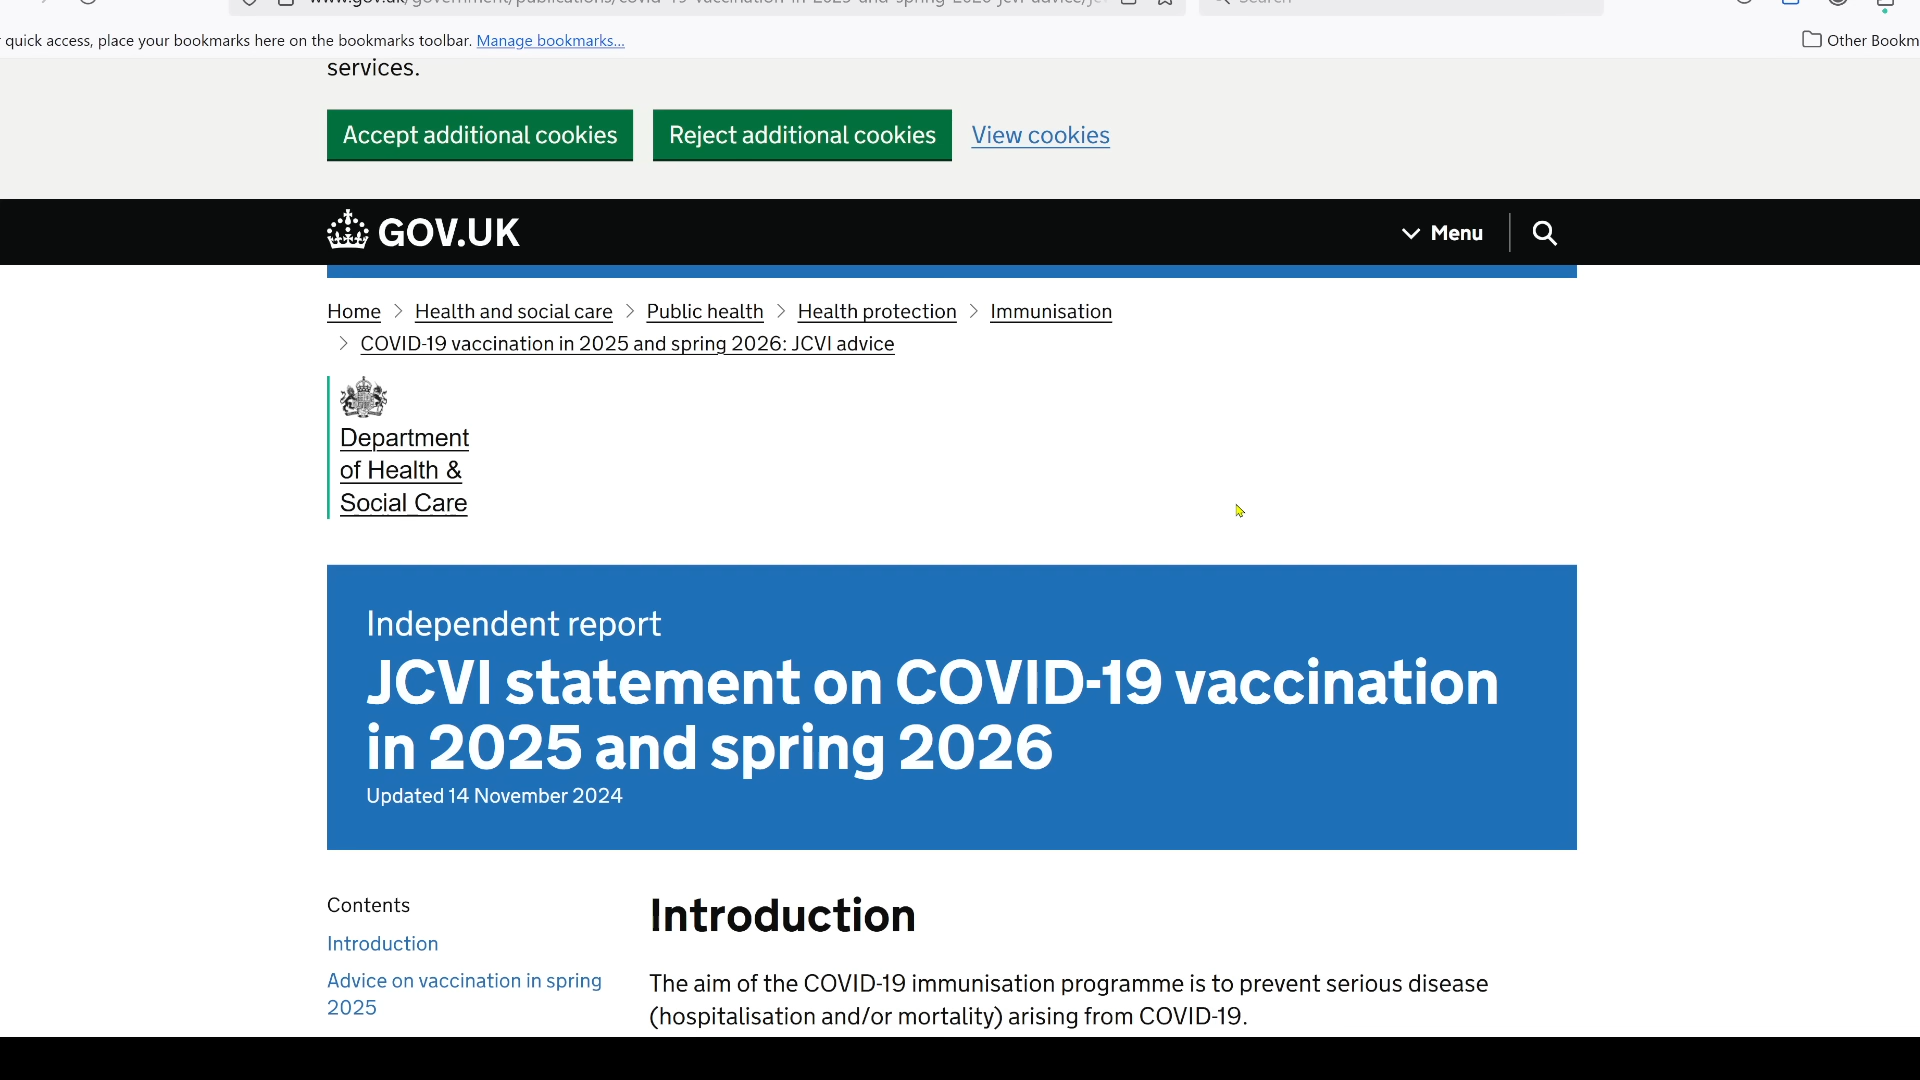 quick access, place your bookmarks here on the bookmarks toolbar. Manage bookmarks...
Other Bookm
services.
Accept additional cookies
Reject additional cookies
View cookies
GOV.UK
Menu
Home > Health and social care > Public health > Health protection > Immunisation
> COVID-19 vaccination in 2025 and spring 2026: JCVI advice
Department
of Health &
Social Care
Independent report
JCVI statement on COVID-19 vaccination
in 2025 and spring 2026
Updated 14 November 2024
Contents
Introduction
Advice on vaccination in spring
2025
Introduction
The aim of the COVID-19 immunisation programme is to prevent serious disease
(hospitalisation and/or mortality) arising from COVID-19.